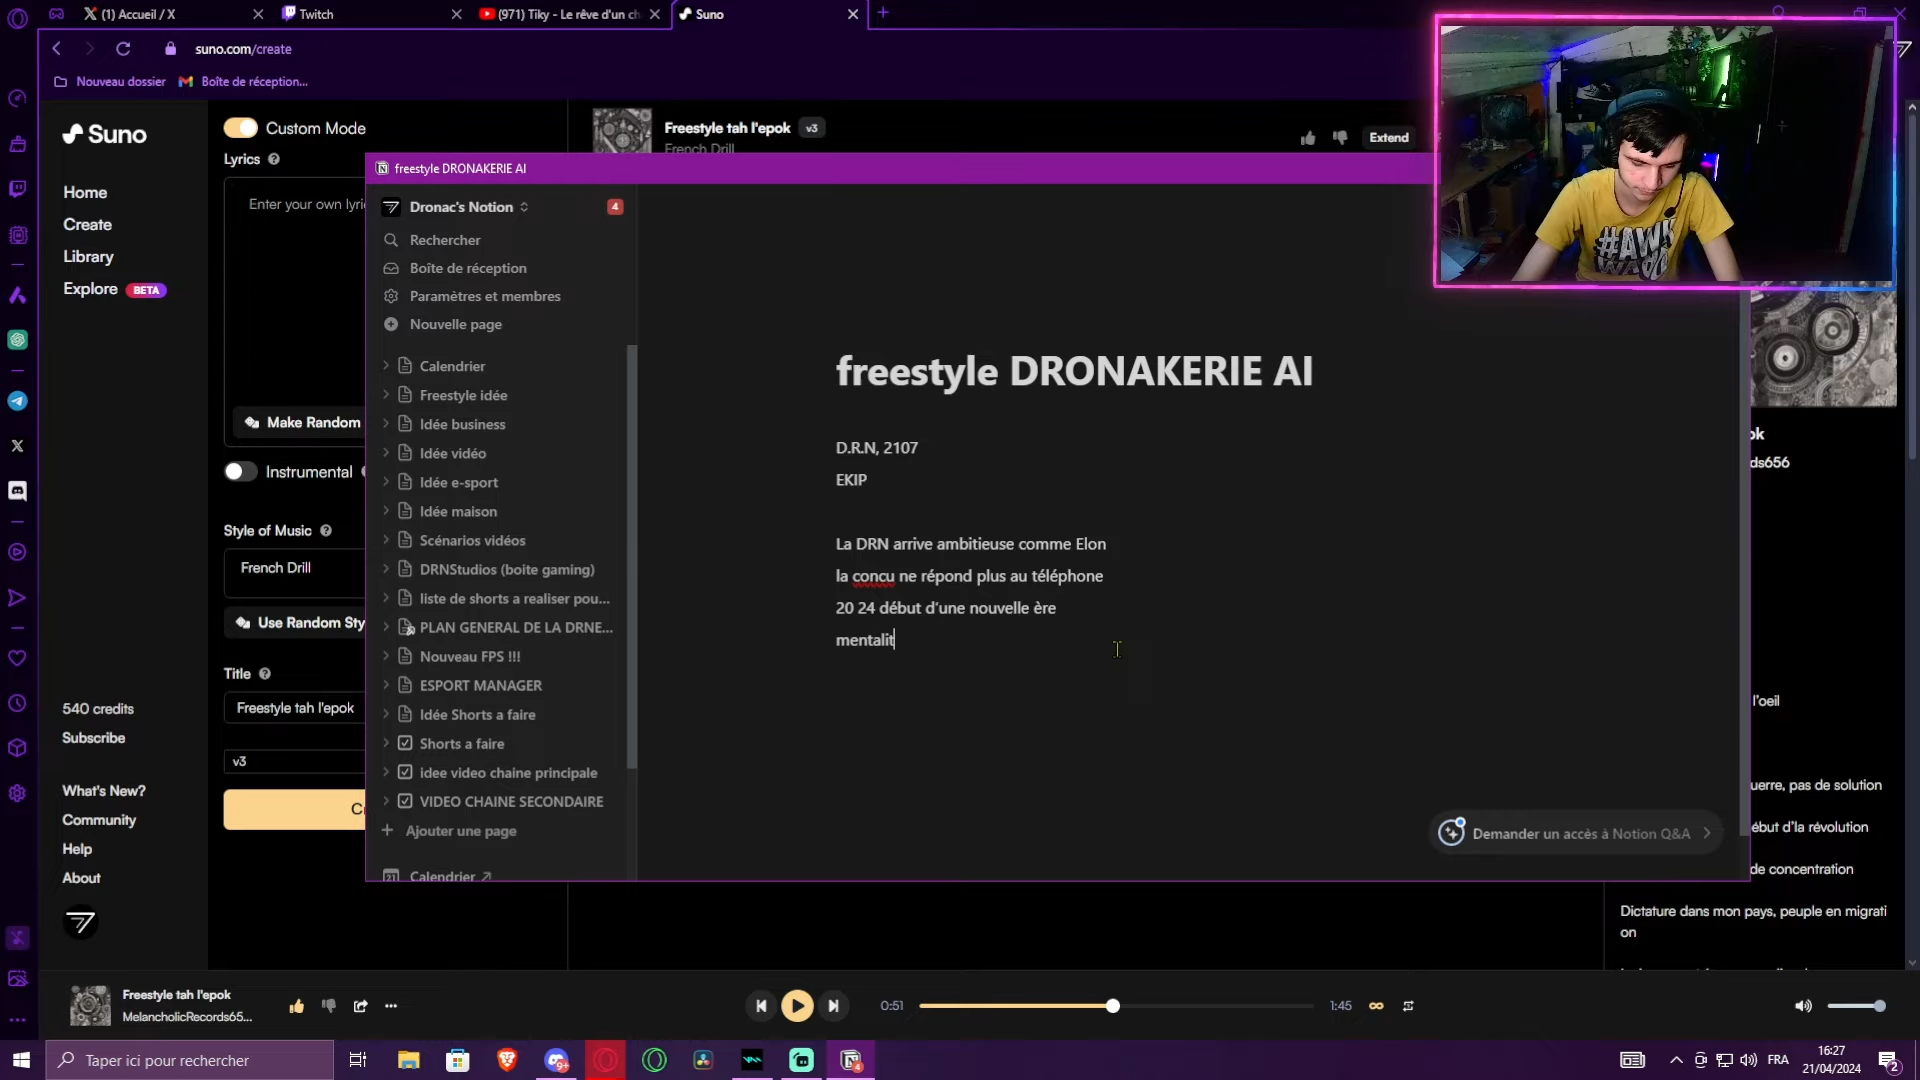 (1) Accueil / X
Twitch
(971) Tiky - Le rêve d'un ch
Suno
suno.com/create
Nouveau dossier
Boîte de réception...
Suno
Home
Create
Library
Explore BETA
540 credits
Subscribe
What's New?
Community
Help
About
Custom Mode
Lyrics
Enter your own lyri
Make Random
Instrumental
Style of Music
French Drill
Use Random Sty
Title
Freestyle tah l'epok
v3
Freestyle tah l'epok v3
French Drill
Extend
freestyle DRONAKERIE AI
Dronac's Notion
4
Rechercher
Boîte de réception
Paramètres et membres
Nouvelle page
Calendrier
Freestyle idée
Idée business
Idée vidéo
Idée e-sport
Idée maison
Scénarios vidéos
DRNStudios (boite gaming)
liste de shorts a realiser pou...
PLAN GENERAL DE LA DRNE...
Nouveau FPS !!!
ESPORT MANAGER
Idée Shorts a faire
Shorts a faire
idee video chaine principale
VIDEO CHAINE SECONDAIRE
Ajouter une page
Calendrier
freestyle DRONAKERIE AI
D.R.N, 2107
EKIP
La DRN arrive ambitieuse comme Elon
la concu ne répond plus au téléphone
20 24 début d'une nouvelle ère
mentalit
Demander un accès à Notion Q&A
#AWK
pok
ds656
l'oeil
uerre, pas de solution
ébut d'la révolution
de concentration
Dictature dans mon pays, peuple en migrati
on
Freestyle tah l'epok
MelancholicRecords65...
0:51
1:45
Taper ici pour rechercher
9+
4
FRA
16:27
21/04/2024
2